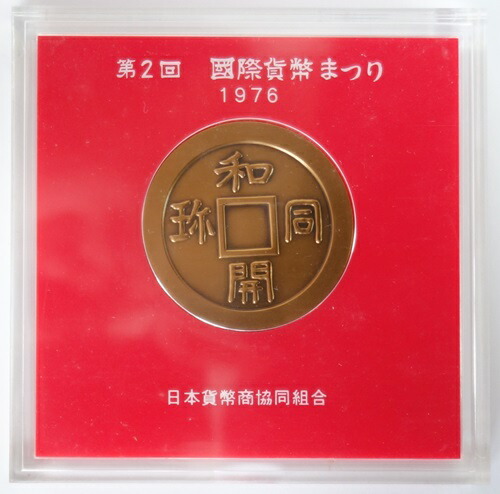 第2回 國際貨幣まつり
1976
和
同
開
珎
日本貨幣商協同組合